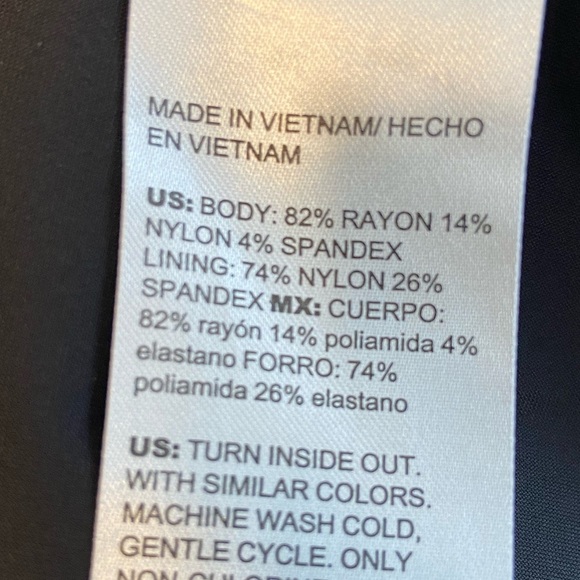 MADE IN VIETNAM/ HECHO
EN VIETNAM
US: BODY: 82% RAYON 14%
NYLON 4% SPANDEX
LINING: 74% NYLON 26%
SPANDEX MX: CUERPO:
82% rayón 14% poliamida 4%
elastano FORRO: 74%
poliamida 26% elastano
US: TURN INSIDE OUT.
WITH SIMILAR COLORS.
MACHINE WASH COLD,
GENTLE CYCLE. ONLY